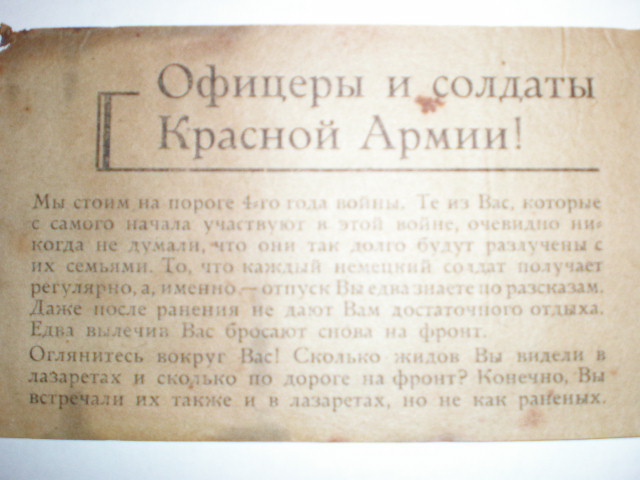 Офицеры и солдаты
Красной Армии!
Мы стоим на пороге 4-го года войны. Те из Вас, которые
с самого начала участвуют в этой войне, очевидно ни-
когда не думали, что они так долго будут разлучены с
их семьями. То, что каждый немецкий солдат получает
регулярно, а, именно — отпуск Вы едва знаете по рассказам.
Даже после ранения не дают Вам достаточного отдыха.
Едва вылечив Вас бросают снова на фронт.
Оглянитесь вокруг Вас! Сколько жидов Вы видели в
лазаретах и сколько по дороге на фронт? Конечно, Вы
встречали их также и в лазаретах, но не как раненых.